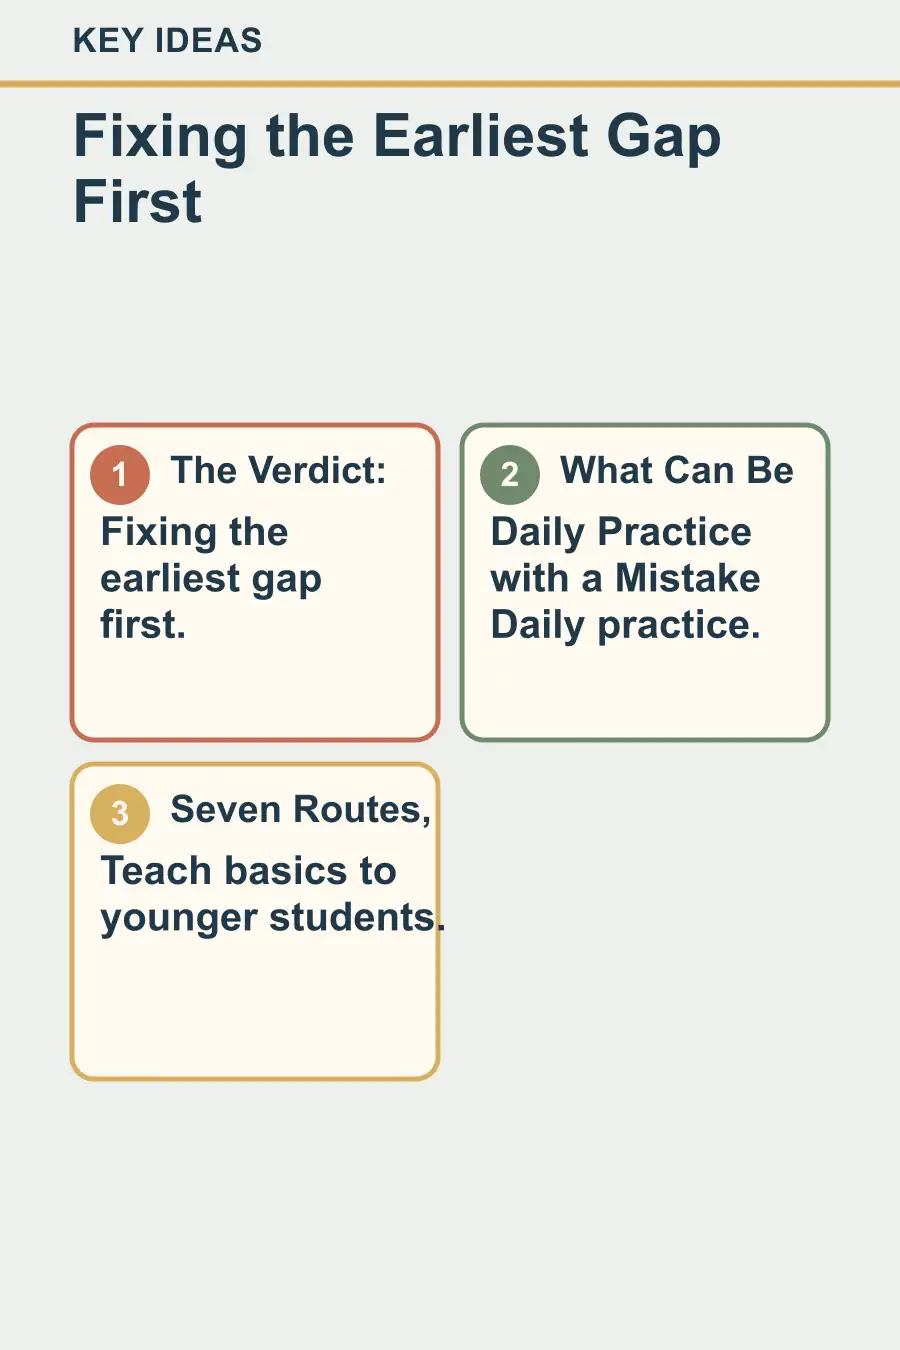 KEY IDEAS
Fixing the Earliest Gap
First
1 The Verdict:
Fixing the
earliest gap
first.
2 What Can Be
Daily Practice
with a Mistake
Daily practice.
3 Seven Routes,
Teach basics to
younger students.